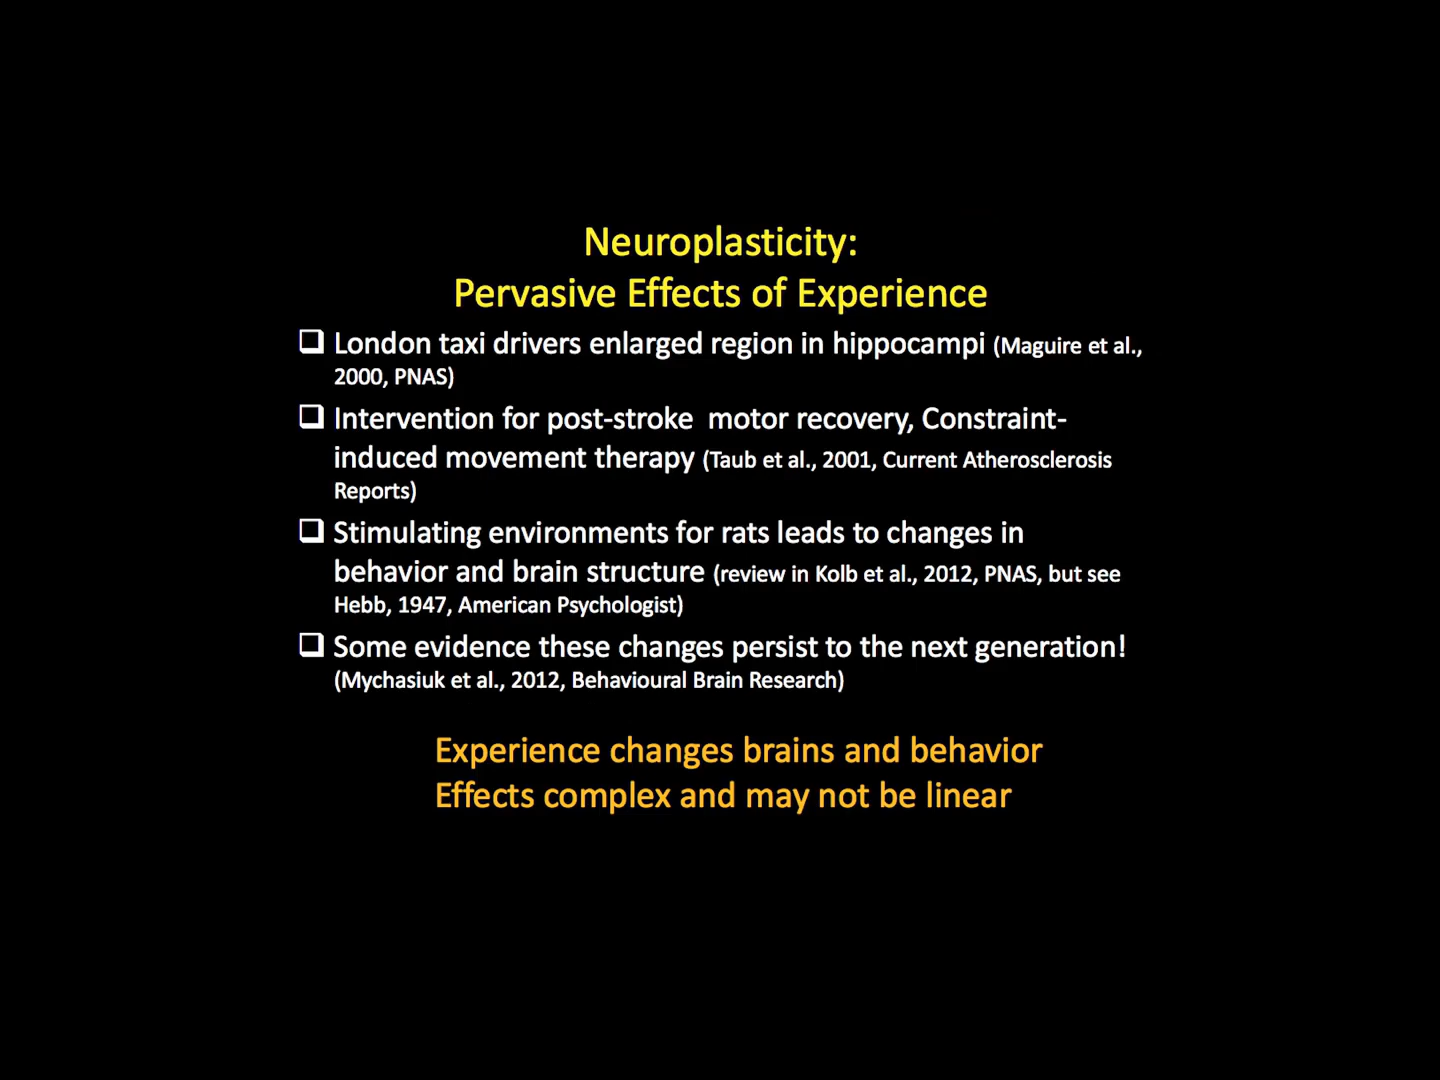 Neuroplasticity:
Pervasive Effects of Experience
❑ London taxi drivers enlarged region in hippocampi (Maguire et al.,
2000, PNAS)
❑ Intervention for post-stroke  motor recovery, Constraint-
induced movement therapy (Taub et al., 2001, Current Atherosclerosis
Reports)
❑ Stimulating environments for rats leads to changes in
behavior and brain structure (review in Kolb et al., 2012, PNAS, but see
Hebb, 1947, American Psychologist)
❑ Some evidence these changes persist to the next generation!
(Mychasiuk et al., 2012, Behavioural Brain Research)
Experience changes brains and behavior
Effects complex and may not be linear